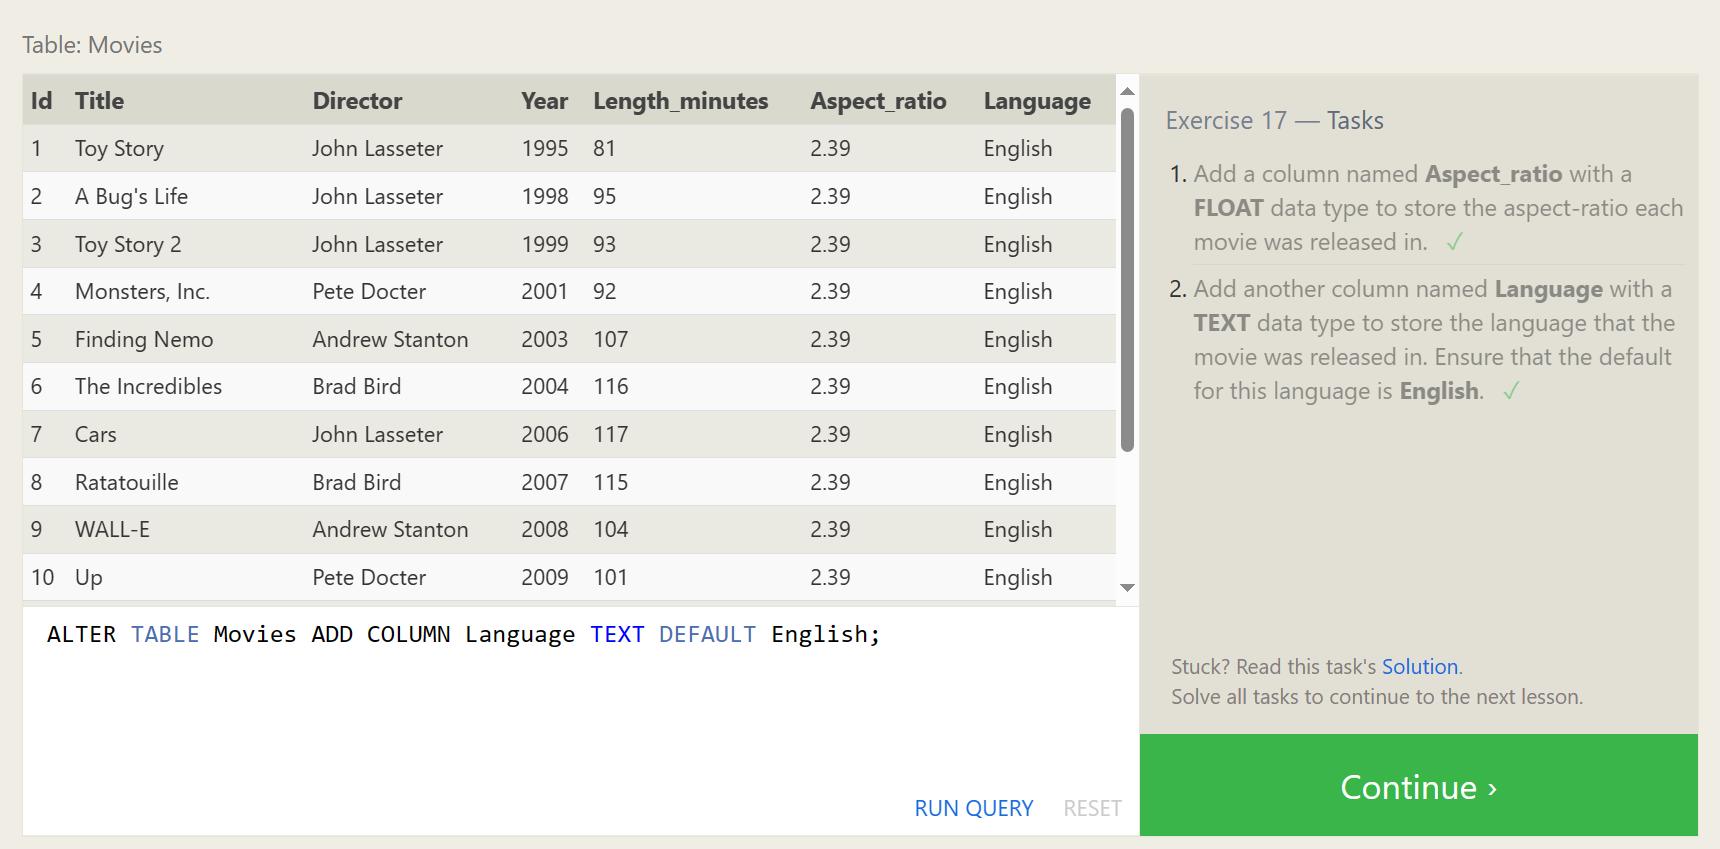 Table: Movies
Id Title Director Year Length_minutes Aspect_ratio Language
1 Toy Story John Lasseter 1995 81 2.39 English
2 A Bug's Life John Lasseter 1998 95 2.39 English
3 Toy Story 2 John Lasseter 1999 93 2.39 English
4 Monsters, Inc. Pete Docter 2001 92 2.39 English
5 Finding Nemo Andrew Stanton 2003 107 2.39 English
6 The Incredibles Brad Bird 2004 116 2.39 English
7 Cars John Lasseter 2006 117 2.39 English
8 Ratatouille Brad Bird 2007 115 2.39 English
9 WALL-E Andrew Stanton 2008 104 2.39 English
10 Up Pete Docter 2009 101 2.39 English
ALTER TABLE Movies ADD COLUMN Language TEXT DEFAULT English;
RUN QUERY RESET
Exercise 17 — Tasks
1. Add a column named Aspect_ratio with a
FLOAT data type to store the aspect-ratio each
movie was released in. ✓
2. Add another column named Language with a
TEXT data type to store the language that the
movie was released in. Ensure that the default
for this language is English. ✓
Stuck? Read this task's Solution.
Solve all tasks to continue to the next lesson.
Continue ›